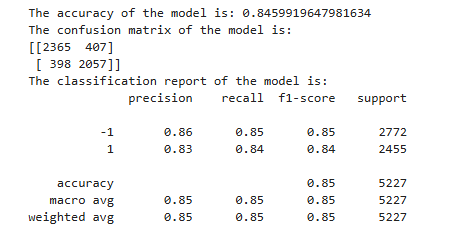 The accuracy of the model is: 0.8459919647981634
The confusion matrix of the model is:
[[2365  407]
 [ 398 2057]]
The classification report of the model is:
              precision    recall  f1-score   support

          -1       0.86      0.85      0.85      2772
           1       0.83      0.84      0.84      2455

    accuracy                           0.85      5227
   macro avg       0.85      0.85      0.85      5227
weighted avg       0.85      0.85      0.85      5227